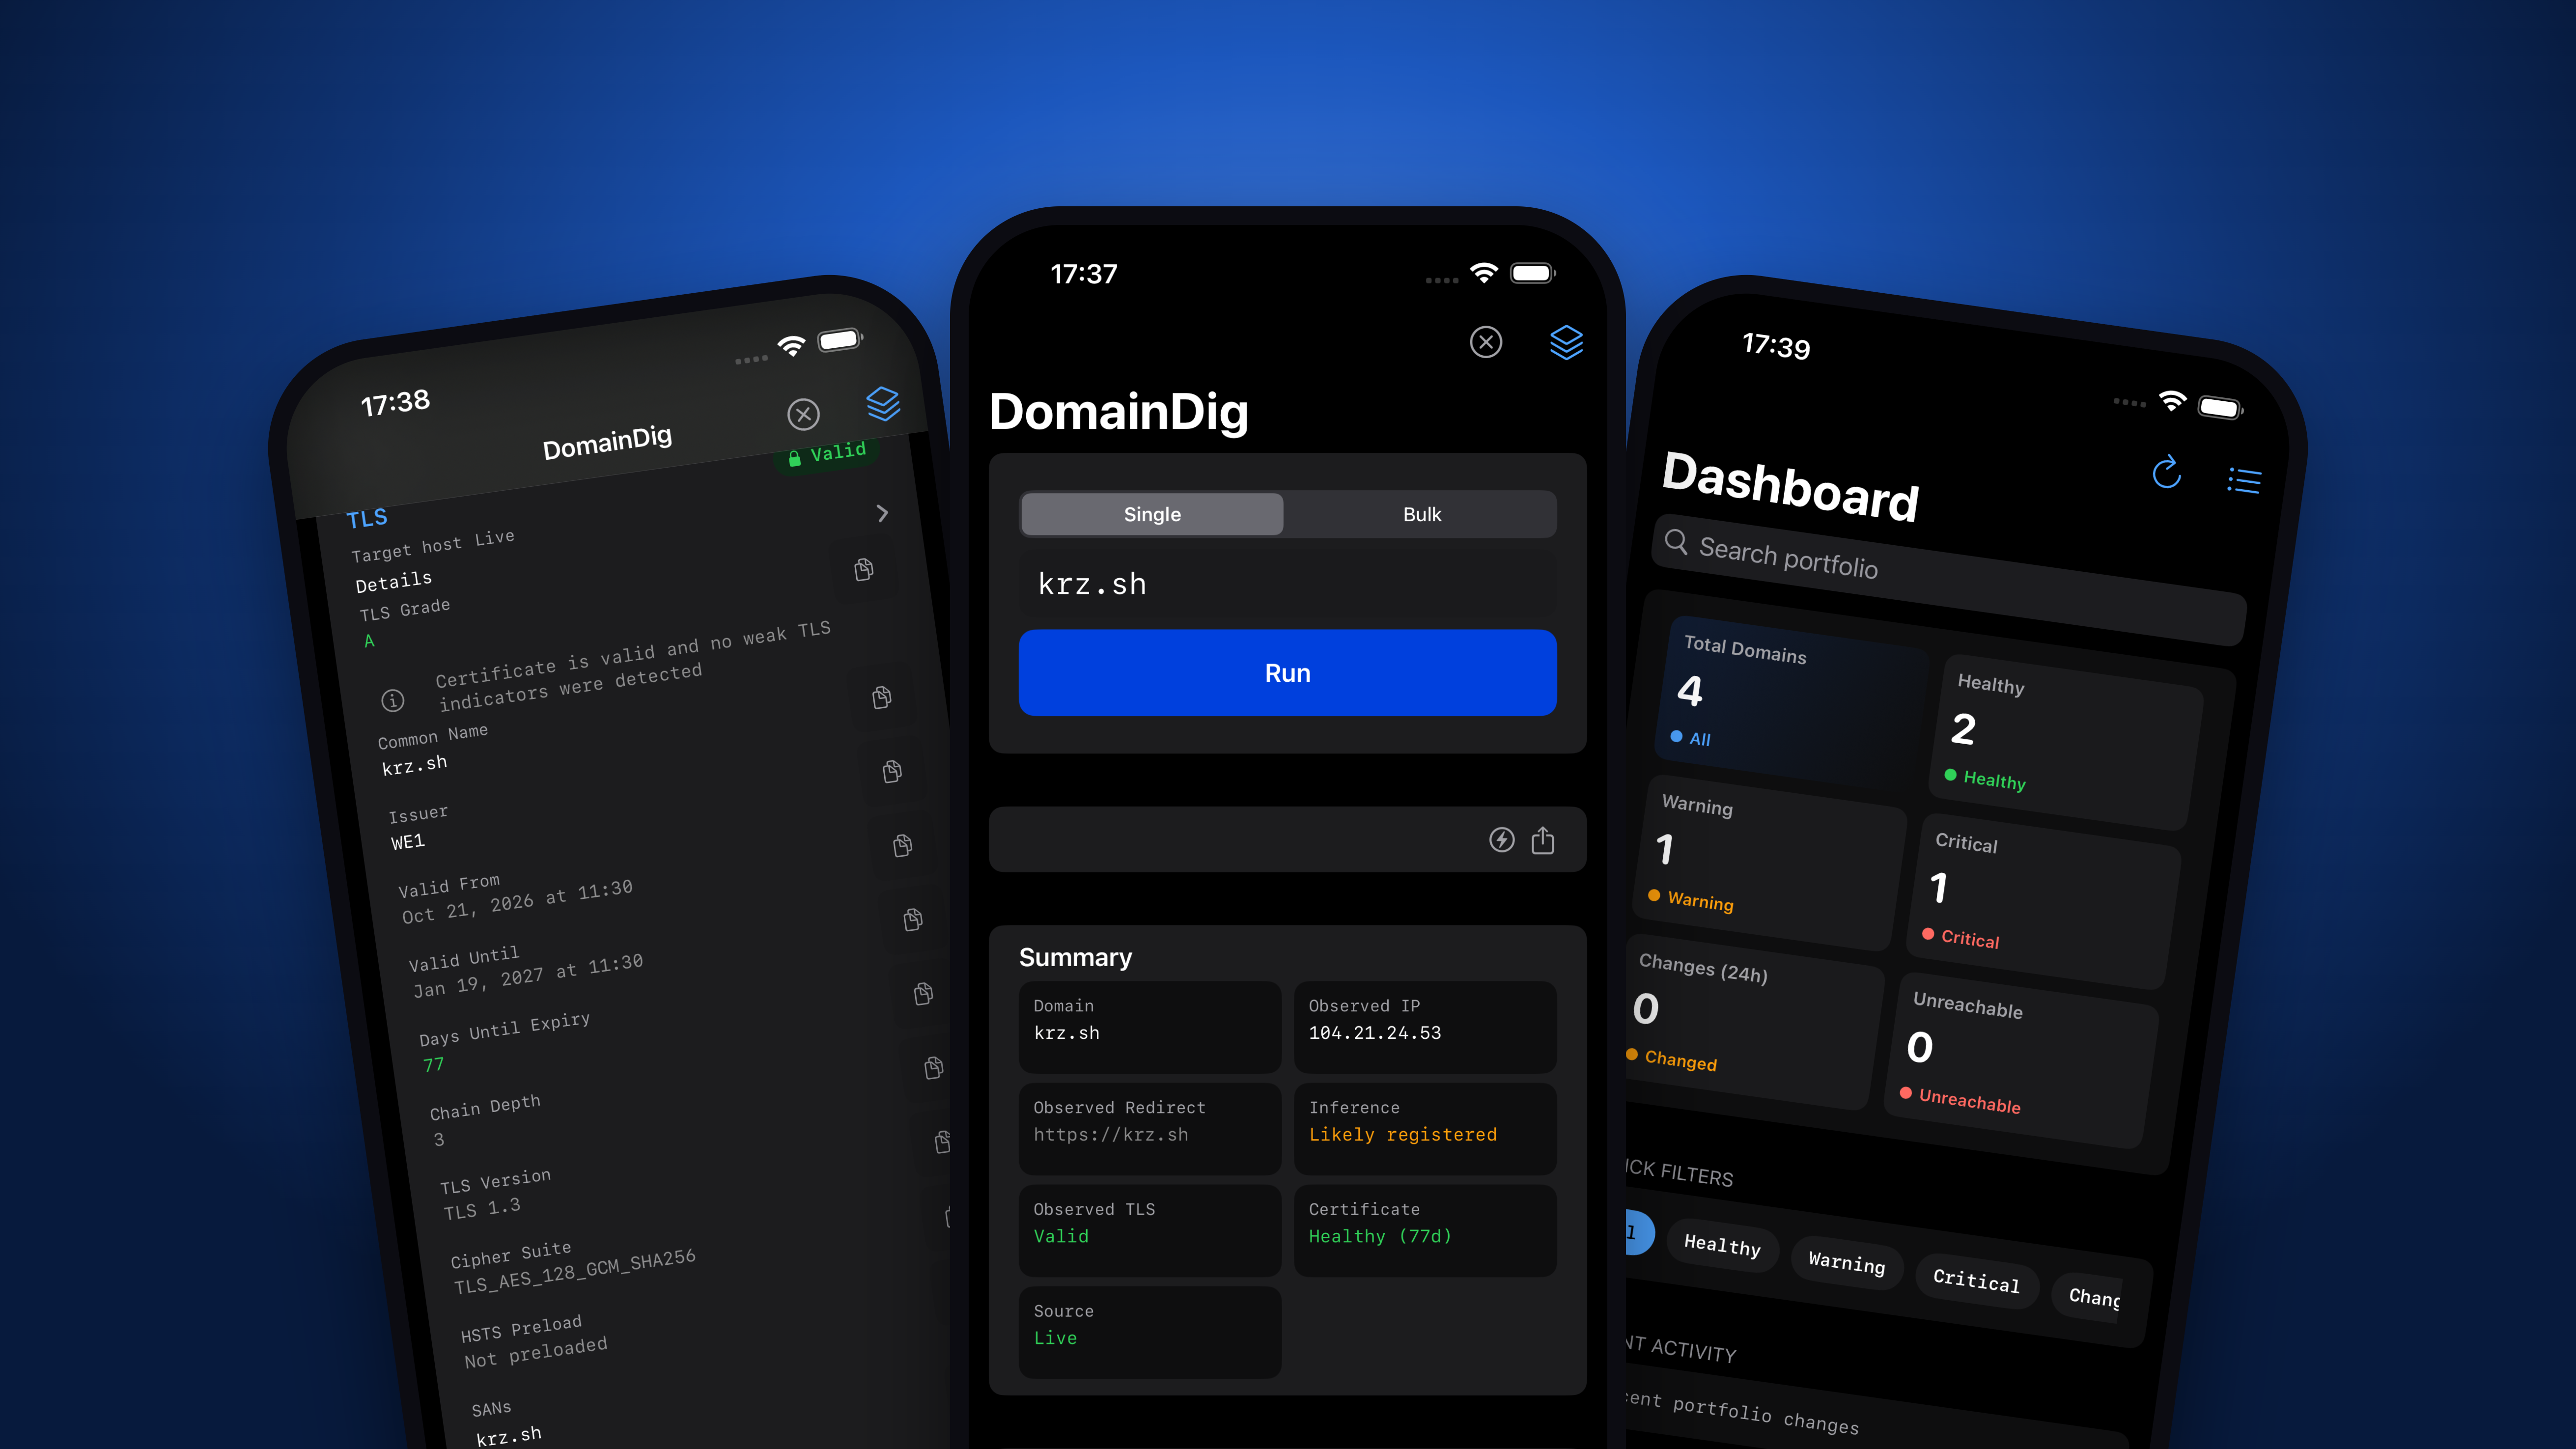 17:38
DomainDig
Valid
TLS
Target host Live
Details
TLS Grade
A
Certificate is valid and no weak TLS
indicators were detected
Common Name
krz.sh
Issuer
WE1
Valid From
Oct 21, 2026 at 11:30
Valid Until
Jan 19, 2027 at 11:30
Days Until Expiry
77
Chain Depth
3
TLS Version
TLS 1.3
Cipher Suite
TLS_AES_128_GCM_SHA256
HSTS Preload
Not preloaded
SANs
krz.sh
17:37
DomainDig
Single
Bulk
krz.sh
Run
Summary
Domain
krz.sh
Observed IP
104.21.24.53
Observed Redirect
https://krz.sh
Inference
Likely registered
Observed TLS
Valid
Certificate
Healthy (77d)
Source
Live
17:39
Dashboard
Search portfolio
Total Domains
4
All
Healthy
2
Healthy
Warning
1
Warning
Critical
1
Critical
Changes (24h)
0
Changed
Unreachable
0
Unreachable
FILTERS
Healthy
Warning
Critical
ACTIVITY
portfolio changes